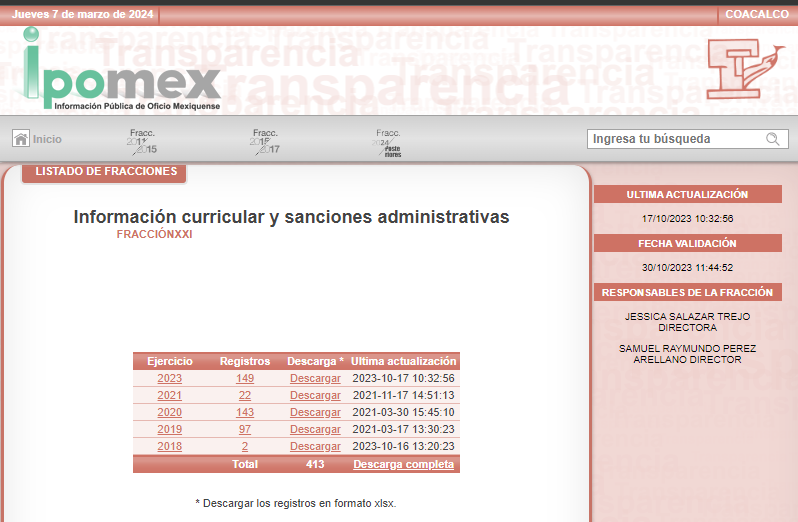 Jueves 7 de marzo de 2024
COACALCO
Transparencia
ipomex
Información Pública de Oficio Mexiquense
Inicio
Fracc.
2015
Fracc.
2017
Fracc.
2024/
Poste
riores
Ingresa tu búsqueda
LISTADO DE FRACCIONES
Información curricular y sanciones administrativas
FRACCIÓNXXI
Ejercicio Registros Descarga * Ultima actualización
2023 149 Descargar 2023-10-17 10:32:56
2021 22 Descargar 2021-11-17 14:51:13
2020 143 Descargar 2021-03-30 15:45:10
2019 97 Descargar 2021-03-17 13:30:23
2018 2 Descargar 2023-10-16 13:20:23
Total 413 Descarga completa
* Descargar los registros en formato xlsx.
ULTIMA ACTUALIZACIÓN
17/10/2023 10:32:56
FECHA VALIDACIÓN
30/10/2023 11:44:52
RESPONSABLES DE LA FRACCIÓN
JESSICA SALAZAR TREJO
DIRECTORA
SAMUEL RAYMUNDO PEREZ
ARELLANO DIRECTOR